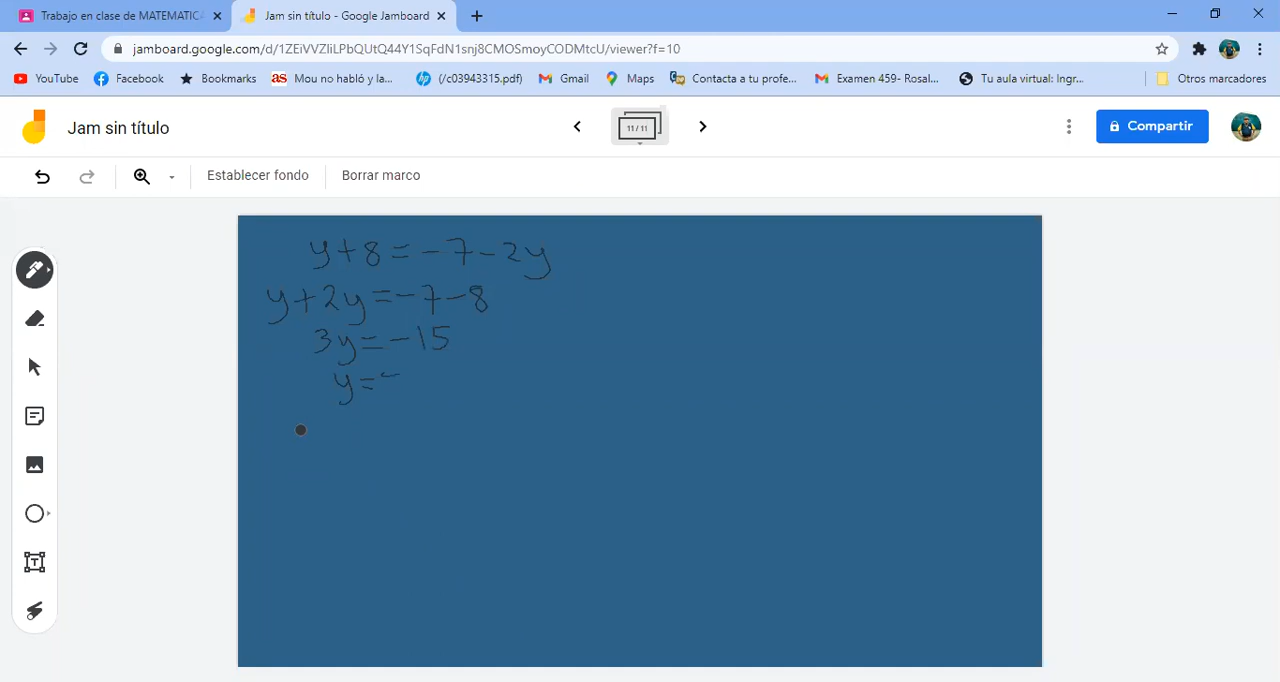 Trabajo en clase de MATEMATICA
Jam sin título - Google Jamboard
jamboard.google.com/d/1ZEiVVZIiLPbQUtQ44Y1SqFdN1snj8CMOSmoyCODMtcU/viewer?f=10
YouTube Facebook Bookmarks Mou no habló y la... (/c03943315.pdf) Gmail Maps Contacta a tu profe... Examen 459- Rosal... Tu aula virtual: Ingr... Otros marcadores
Jam sin título
11 / 11
Compartir
Establecer fondo
Borrar marco
y+8=-7-2y
y+2y=-7-8
3y=-15
y=-